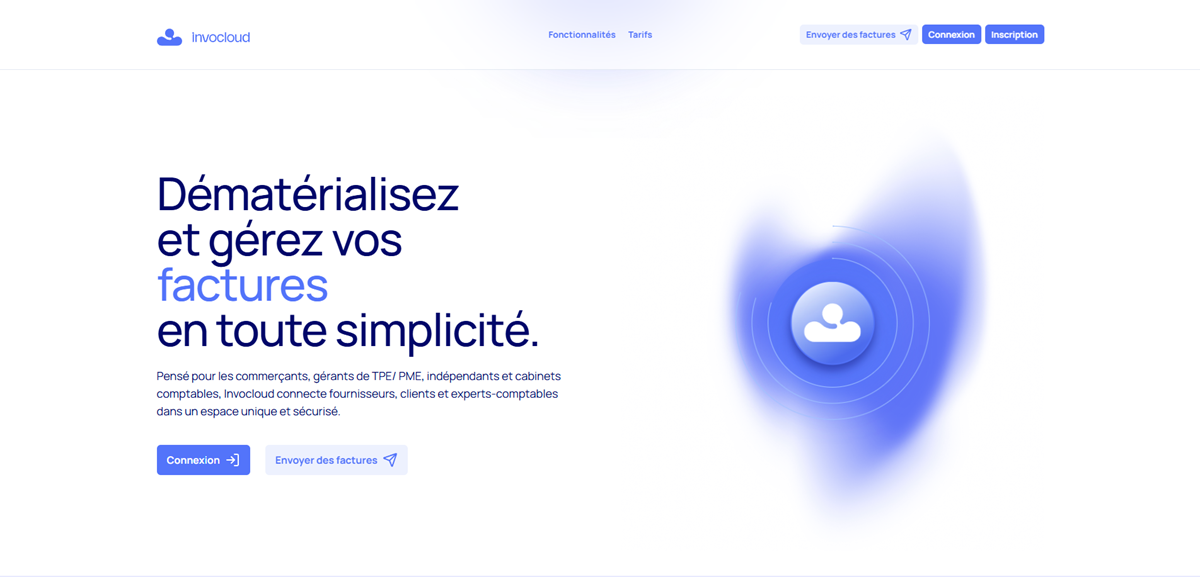 invocloud
Fonctionnalités
Tarifs
Envoyer des factures
Connexion
Inscription
Dématérialisez
et gérez vos
factures
en toute simplicité.
Pensé pour les commerçants, gérants de TPE/ PME, indépendants et cabinets
comptables, Invocloud connecte fournisseurs, clients et experts-comptables
dans un espace unique et sécurisé.
Connexion
Envoyer des factures